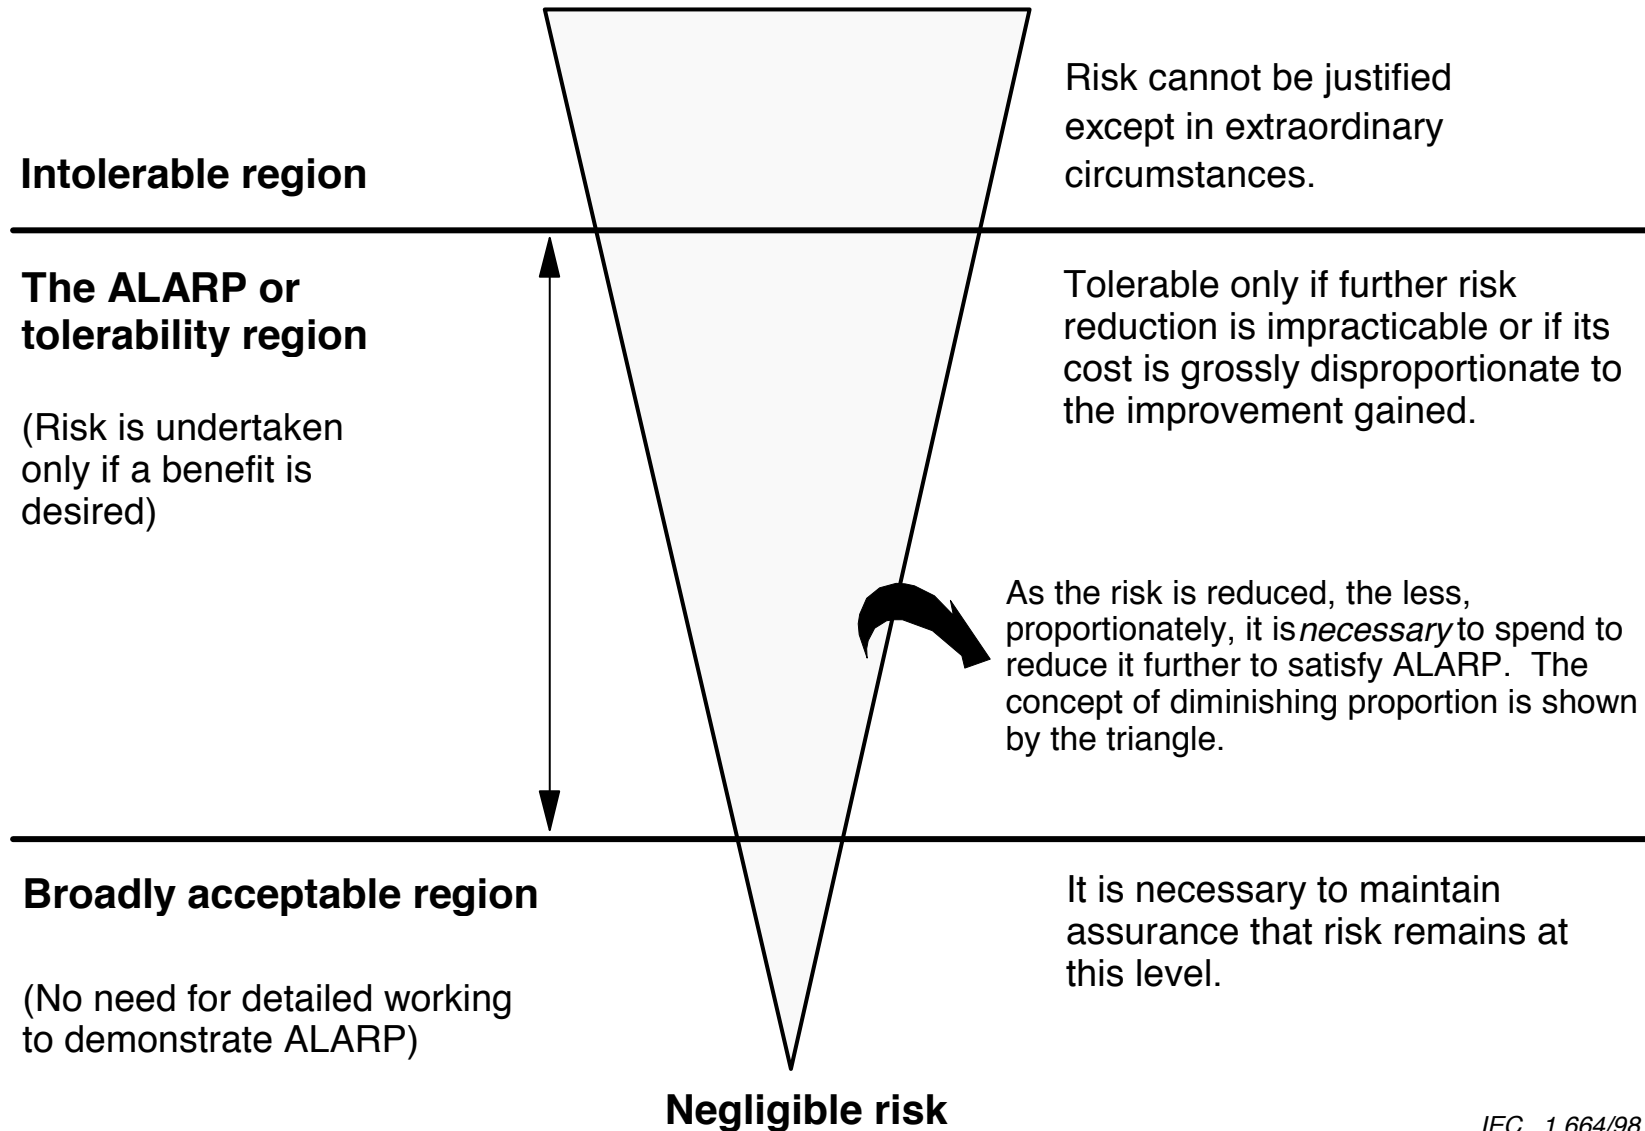 Risk cannot be justified
except in extraordinary
circumstances.
Intolerable region
The ALARP or
tolerability region
(Risk is undertaken
only if a benefit is
desired)
Tolerable only if further risk
reduction is impracticable or if its
cost is grossly disproportionate to
the improvement gained.
As the risk is reduced, the less,
proportionately, it is necessary to spend to
reduce it further to satisfy ALARP.  The
concept of diminishing proportion is shown
by the triangle.
Broadly acceptable region
(No need for detailed working
to demonstrate ALARP)
It is necessary to maintain
assurance that risk remains at
this level.
Negligible risk
IEC   1 664/98